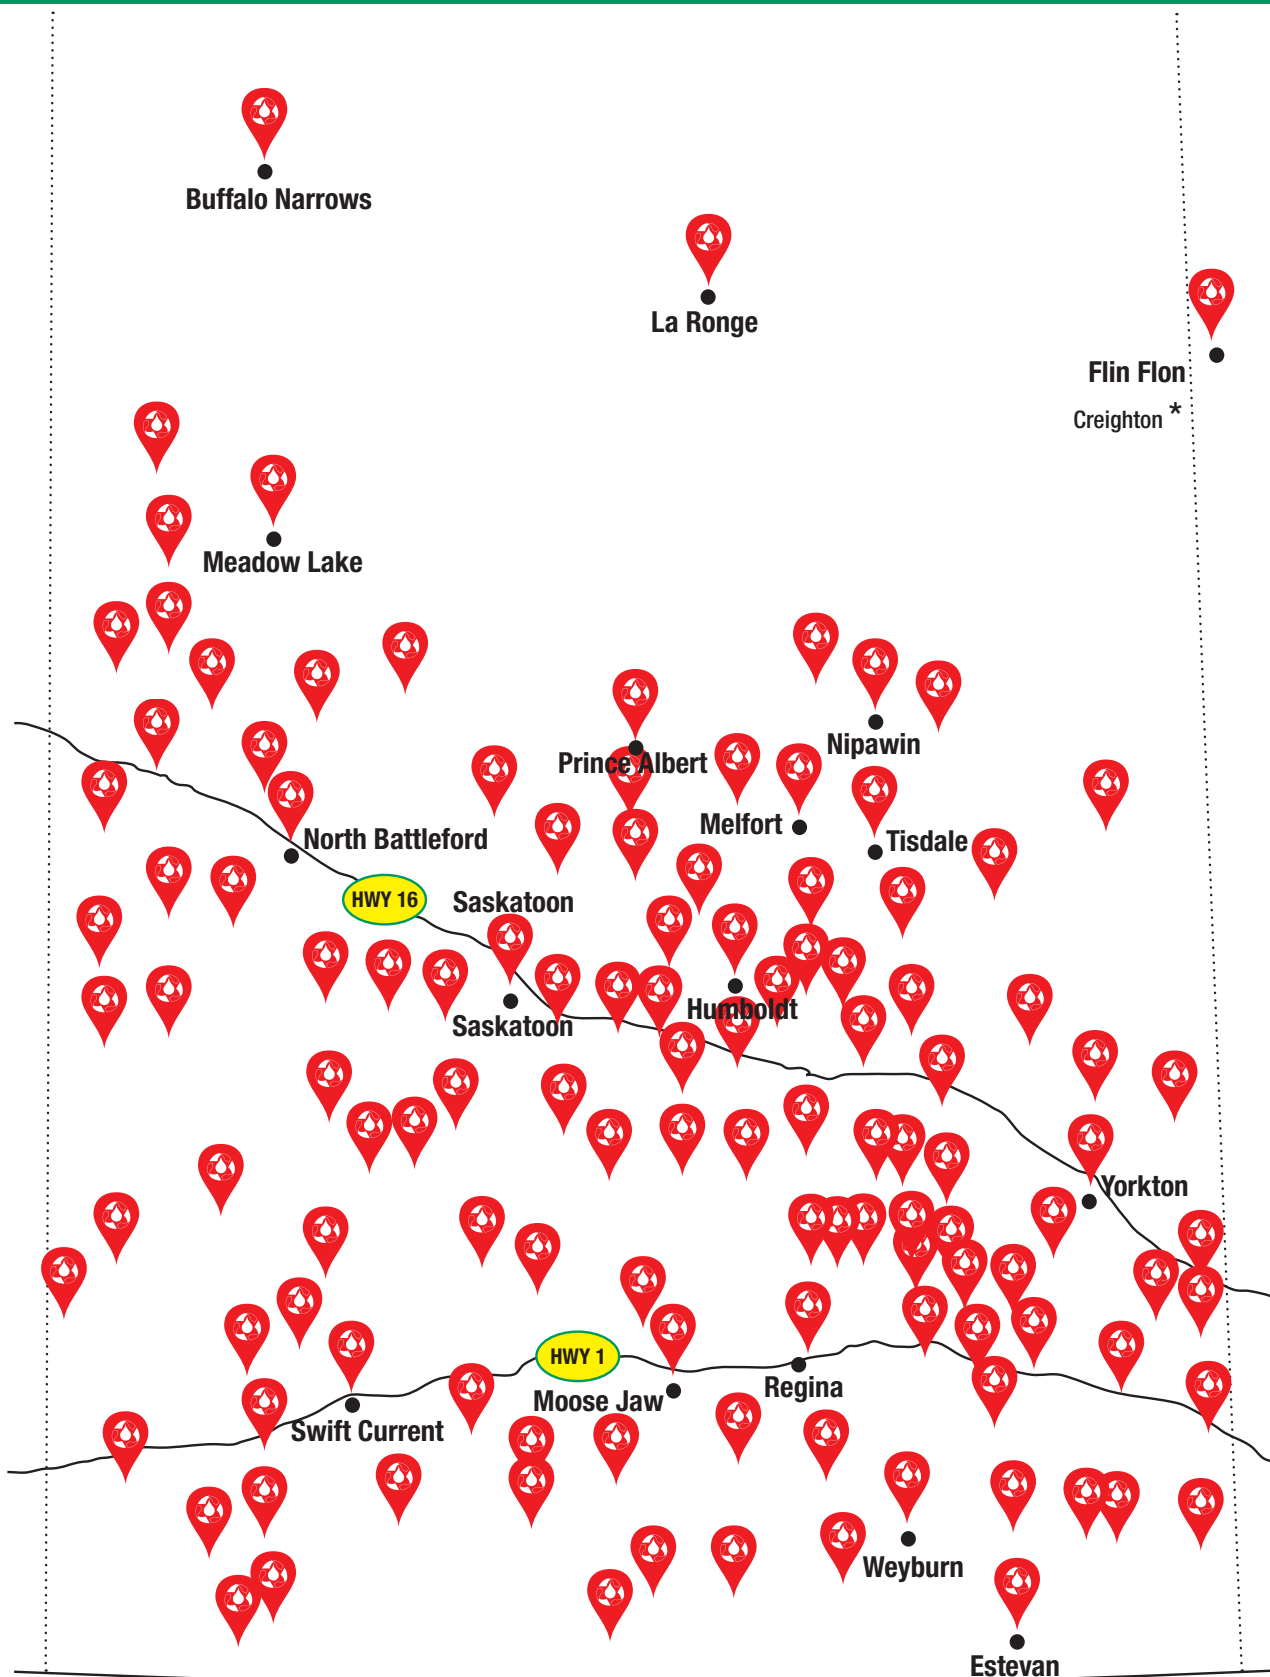 Buffalo Narrows
La Ronge
Flin Flon
Creighton *
Meadow Lake
Nipawin
Prince Albert
Melfort
Tisdale
North Battleford
HWY 16
Saskatoon
Humboldt
Saskatoon
Yorkton
HWY 1
Regina
Moose Jaw
Swift Current
Weyburn
Estevan